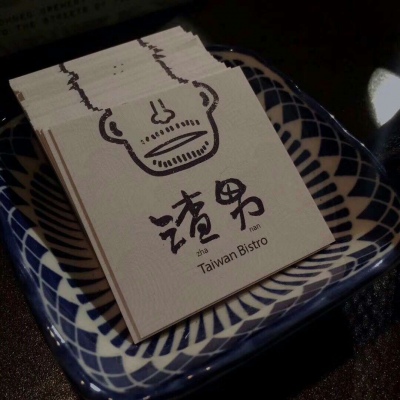 渣男
zha nan
Taiwan Bistro